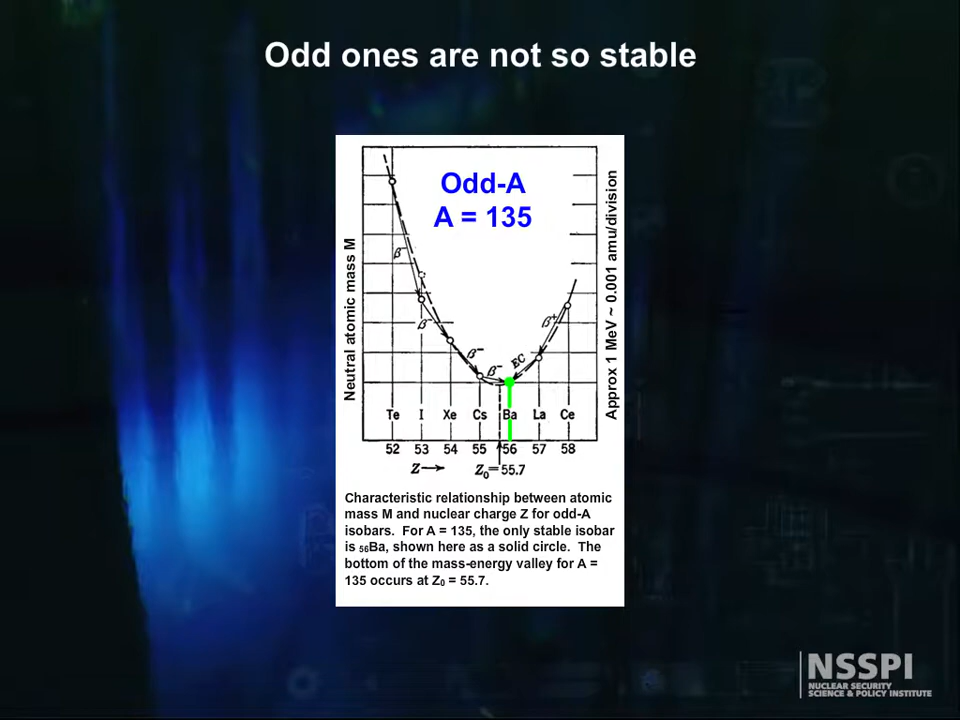 Odd ones are not so stable
Odd-A
A = 135
Neutral atomic mass M
Approx 1 MeV ~ 0.001 amu/division
β⁻
β⁻
β⁻
β⁻
EC
β⁺
Te I Xe Cs Ba La Ce
52 53 54 55 56 57 58
Z→ Z₀=55.7
Characteristic relationship between atomic
mass M and nuclear charge Z for odd-A
isobars. For A = 135, the only stable isobar
is ₅₆Ba, shown here as a solid circle. The
bottom of the mass-energy valley for A =
135 occurs at Z₀ = 55.7.
NSSPI
NUCLEAR SECURITY
SCIENCE & POLICY INSTITUTE